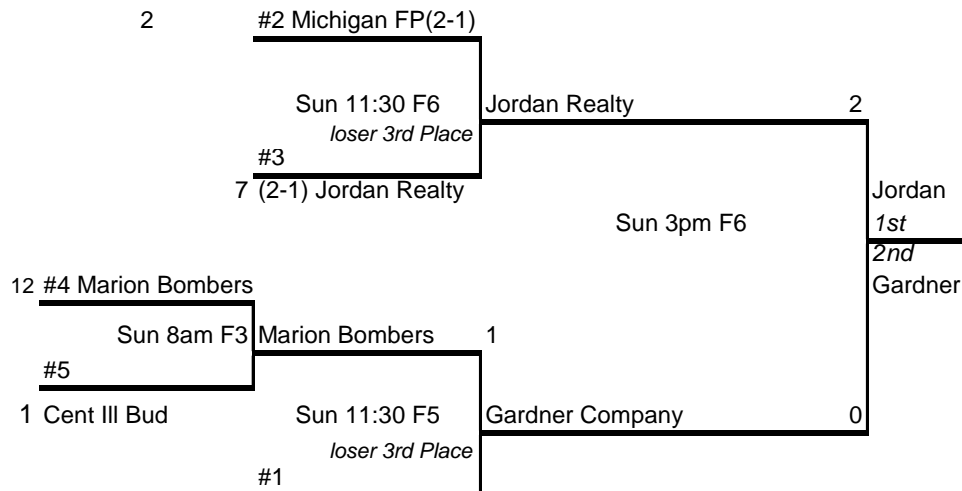 2 #2 Michigan FP(2-1)
Sun 11:30 F6 Jordan Realty 2
loser 3rd Place
#3
7 (2-1) Jordan Realty
Jordan
Sun 3pm F6 1st
2nd
12 #4 Marion Bombers Gardner
Sun 8am F3 Marion Bombers 1
#5
1 Cent Ill Bud Sun 11:30 F5 Gardner Company 0
loser 3rd Place
#1